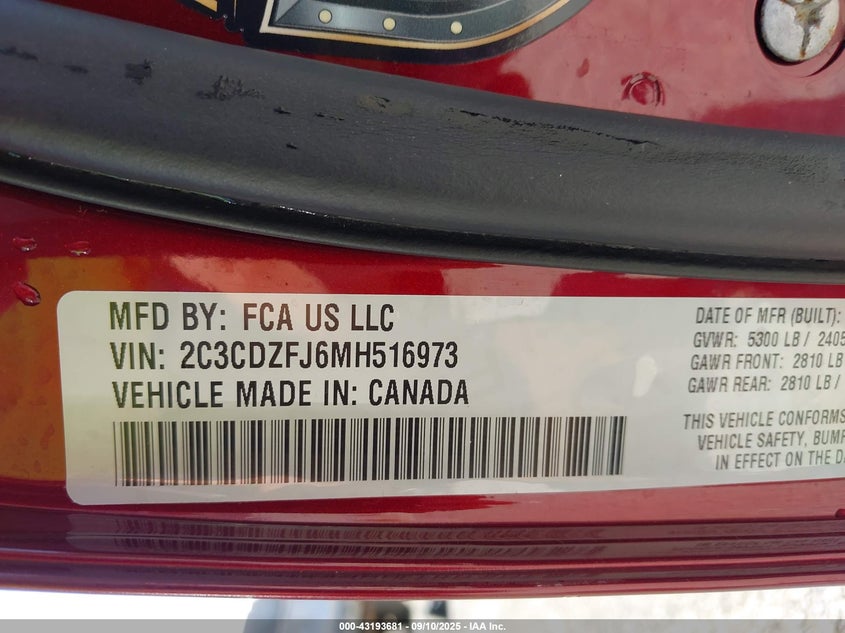 MFD BY: FCA US LLC
VIN: 2C3CDZFJ6MH516973
VEHICLE MADE IN: CANADA
DATE OF MFR (BUILT):
GVWR: 5300 LB / 2405
GAWR FRONT: 2810 LB
GAWR REAR: 2810 LB /
THIS VEHICLE CONFORMS
VEHICLE SAFETY, BUMP
IN EFFECT ON THE DA
000-43193681 - 09/10/2025 - IAA Inc.